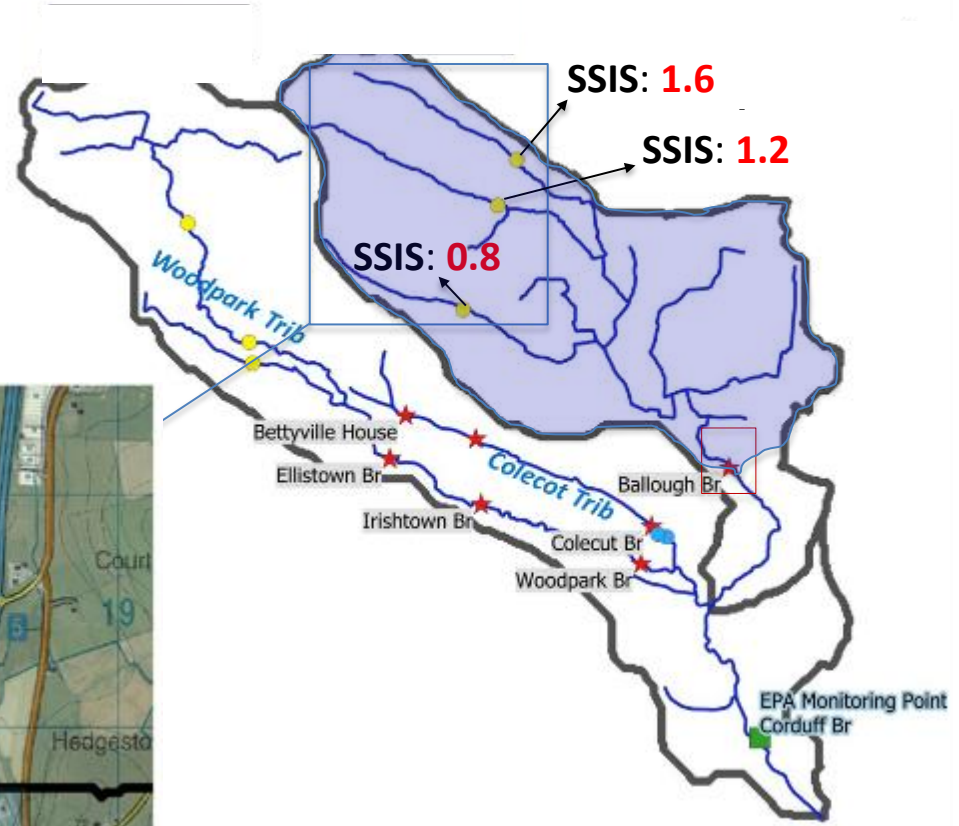 SSIS: 1.6
SSIS: 1.2
SSIS: 0.8
Woodpark Trib
Bettyville House
Ellistown Br
Colecot Trib
Ballough Br
Irishtown Br
Colecut Br
Woodpark Br
Court
19
5
Hedgesto
EPA Monitoring Point
Corduff Br